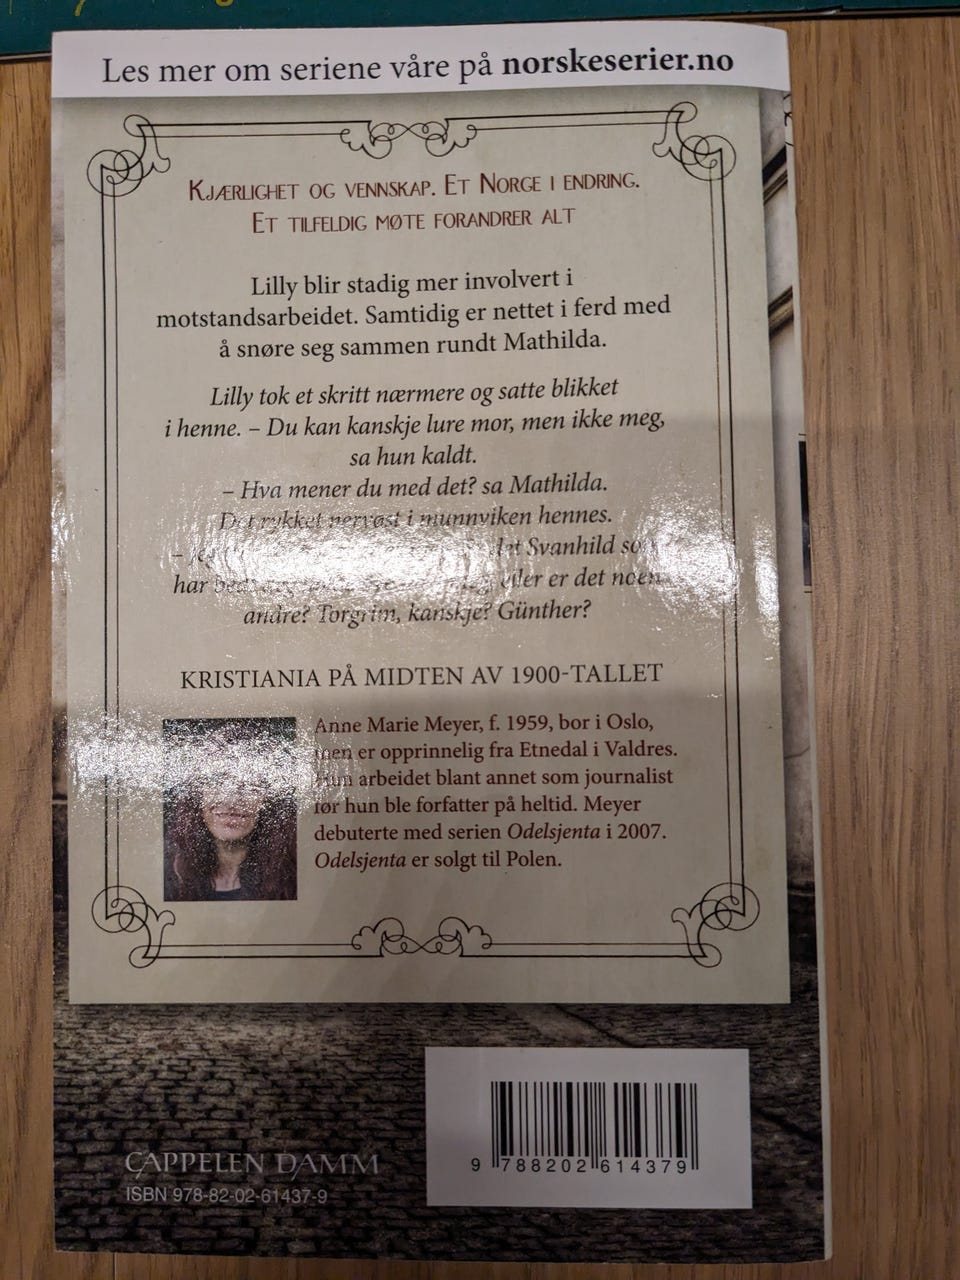 Les mer om seriene våre på norskeserier.no
KJÆRLIGHET OG VENNSKAP. ET NORGE I ENDRING.
ET TILFELDIG MØTE FORANDRER ALT
Lilly blir stadig mer involvert i
motstandsarbeidet. Samtidig er nettet i ferd med
å snøre seg sammen rundt Mathilda.
Lilly tok et skritt nærmere og satte blikket
i henne. – Du kan kanskje lure mor, men ikke meg,
sa hun kaldt.
– Hva mener du med det? sa Mathilda.
Det rykket nervøst i munnviken hennes.
– det Svanhild
har eller er det noen
andre? Torgrim, kanskje? Günther?
KRISTIANIA PÅ MIDTEN AV 1900-TALLET
Anne Marie Meyer, f. 1959, bor i Oslo,
men er opprinnelig fra Etnedal i Valdres.
Hun arbeidet blant annet som journalist
før hun ble forfatter på heltid. Meyer
debuterte med serien Odelsjenta i 2007.
Odelsjenta er solgt til Polen.
9 788202 614379
CAPPELEN DAMM
ISBN 978-82-02-61437-9